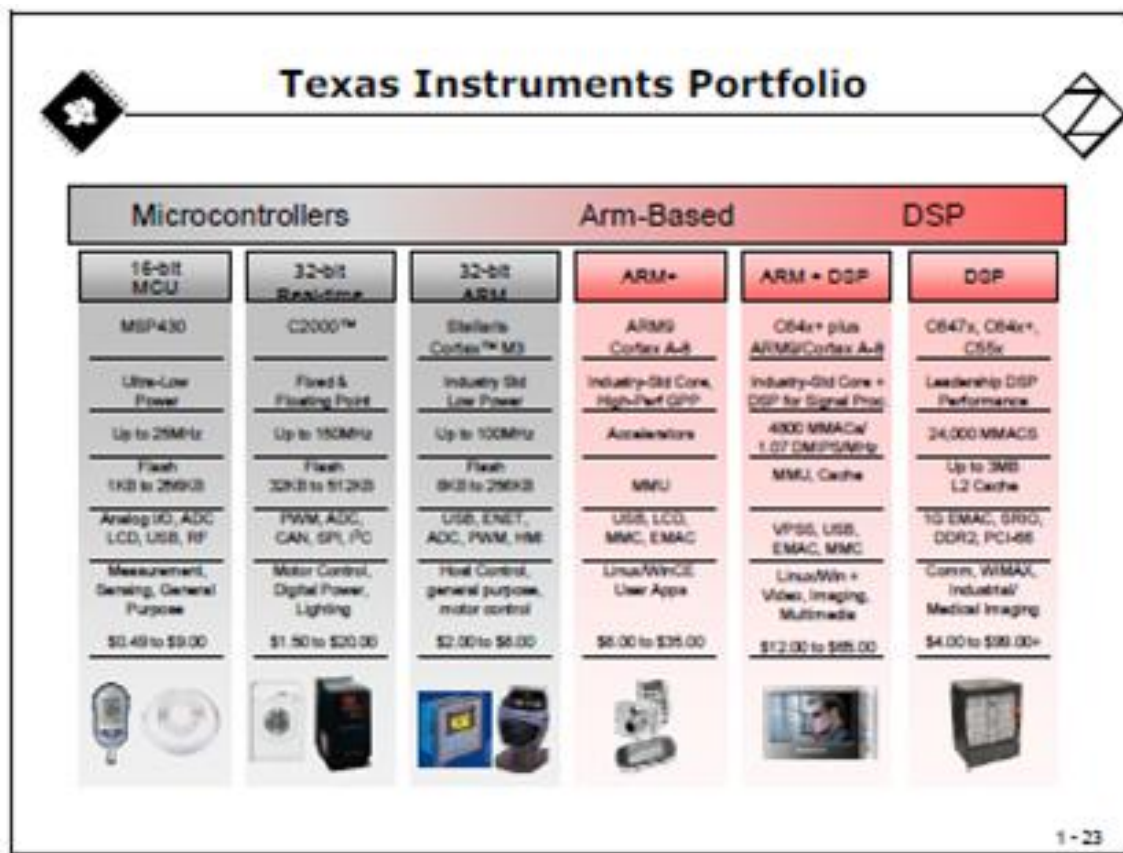 Texas Instruments Portfolio
Microcontrollers
Arm-Based
DSP
16-bit
MCU
MSP430
Ultra-Low
Power
Up to 25MHz
Flash
1KB to 256KB
Analog I/O, ADC
LCD, USB, RF
Measurement,
Sensing, General
Purpose
$0.49 to $9.00
32-bit
Real-time
C2000™
Fixed &
Floating Point
Up to 150MHz
Flash
32KB to 512KB
PWM, ADC,
CAN, SPI, I²C
Motor Control,
Digital Power,
Lighting
$1.50 to $20.00
32-bit
ARM
Stellaris
Cortex™ M3
Industry Std
Low Power
Up to 100MHz
Flash
8KB to 256KB
USB, ENET,
ADC, PWM, HMI
Host Control,
general purpose,
motor control
$2.00 to $8.00
ARM+
ARM9
Cortex A-8
Industry-Std Core,
High-Perf GPP
Accelerators
MMU
USB, LCD,
MMC, EMAC
Linux/WinCE
User Apps
$8.00 to $35.00
ARM + DSP
C64x+ plus
ARM9/Cortex A-8
Industry-Std Core +
DSP for Signal Proc.
4800 MMACs/
1.07 DMIPS/MHz
MMU, Cache
VPSS, USB,
EMAC, MMC
Linux/Win +
Video, Imaging,
Multimedia
$12.00 to $65.00
DSP
C647x, C64x+,
C55x
Leadership DSP
Performance
24,000 MMACS
Up to 3MB
L2 Cache
1G EMAC, SRIO,
DDR2, PCI-66
Comm, WiMAX,
Industrial/
Medical Imaging
$4.00 to $99.00+
1 - 23